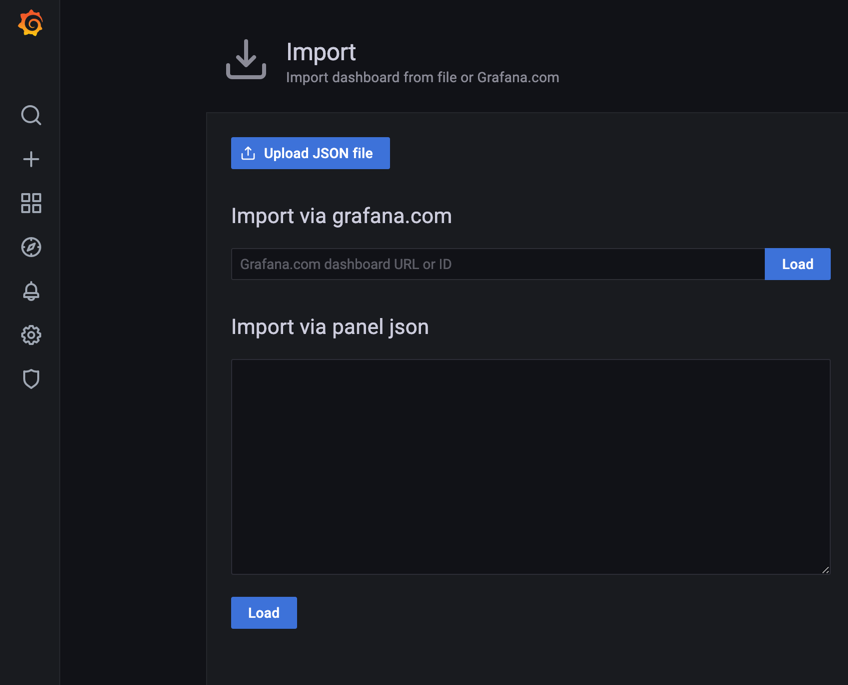 Import
Import dashboard from file or Grafana.com
Upload JSON file
Import via grafana.com
Grafana.com dashboard URL or ID
Load
Import via panel json
Load